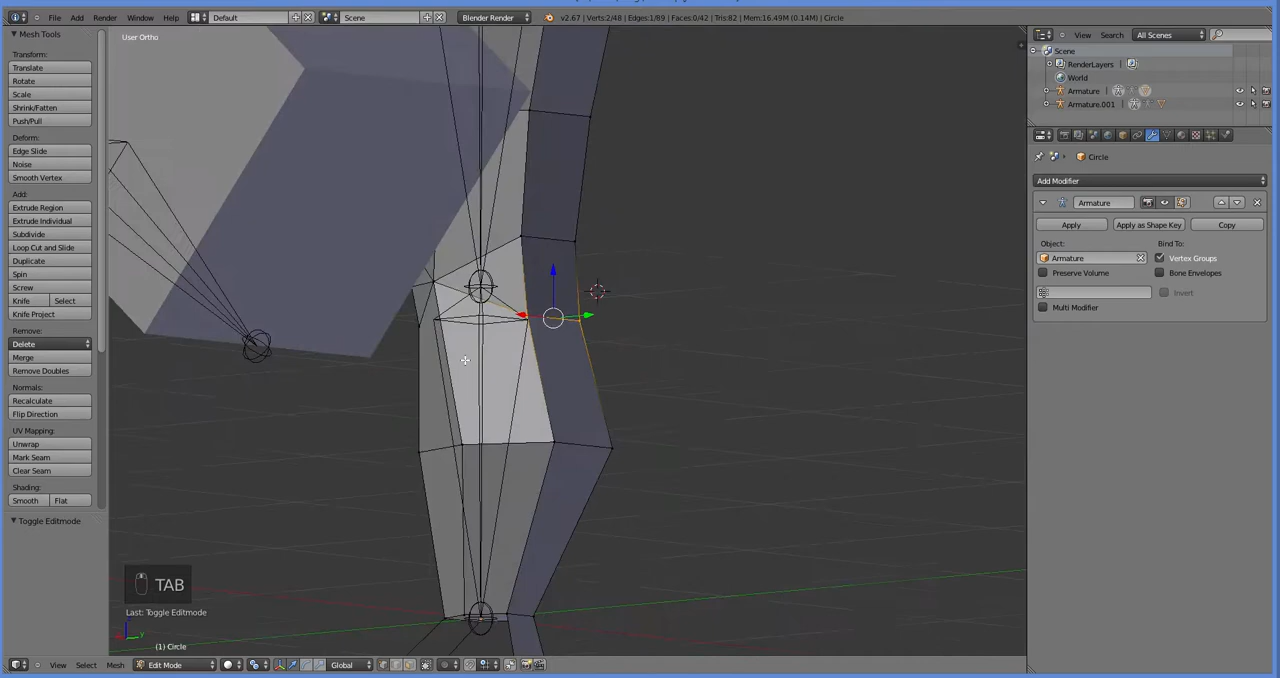 File Add Render Window Help Default Scene Blender Render v2.67 | Verts:2/48 | Edges:1/89 | Faces:0/42 | Tris:82 | Mem:16.49M (0.14M) | Circle
Mesh Tools
Transform:
Translate
Rotate
Scale
Shrink/Fatten
Push/Pull
Deform:
Edge Slide
Noise
Smooth Vertex
Add:
Extrude Region
Extrude Individual
Subdivide
Loop Cut and Slide
Duplicate
Spin
Screw
Knife Select
Knife Project
Remove:
Delete
Merge
Remove Doubles
Normals:
Recalculate
Flip Direction
UV Mapping:
Unwrap
Mark Seam
Clear Seam
Shading:
Smooth Flat
Toggle Editmode
User Ortho
TAB
Last: Toggle Editmode
(1) Circle
View Select Mesh Edit Mode Global
View Search All Scenes
Scene
RenderLayers
World
Armature
Armature.001
Circle
Add Modifier
Armature
Apply Apply as Shape Key Copy
Object: Bind To:
Armature Vertex Groups
Preserve Volume Bone Envelopes
Invert
Multi Modifier